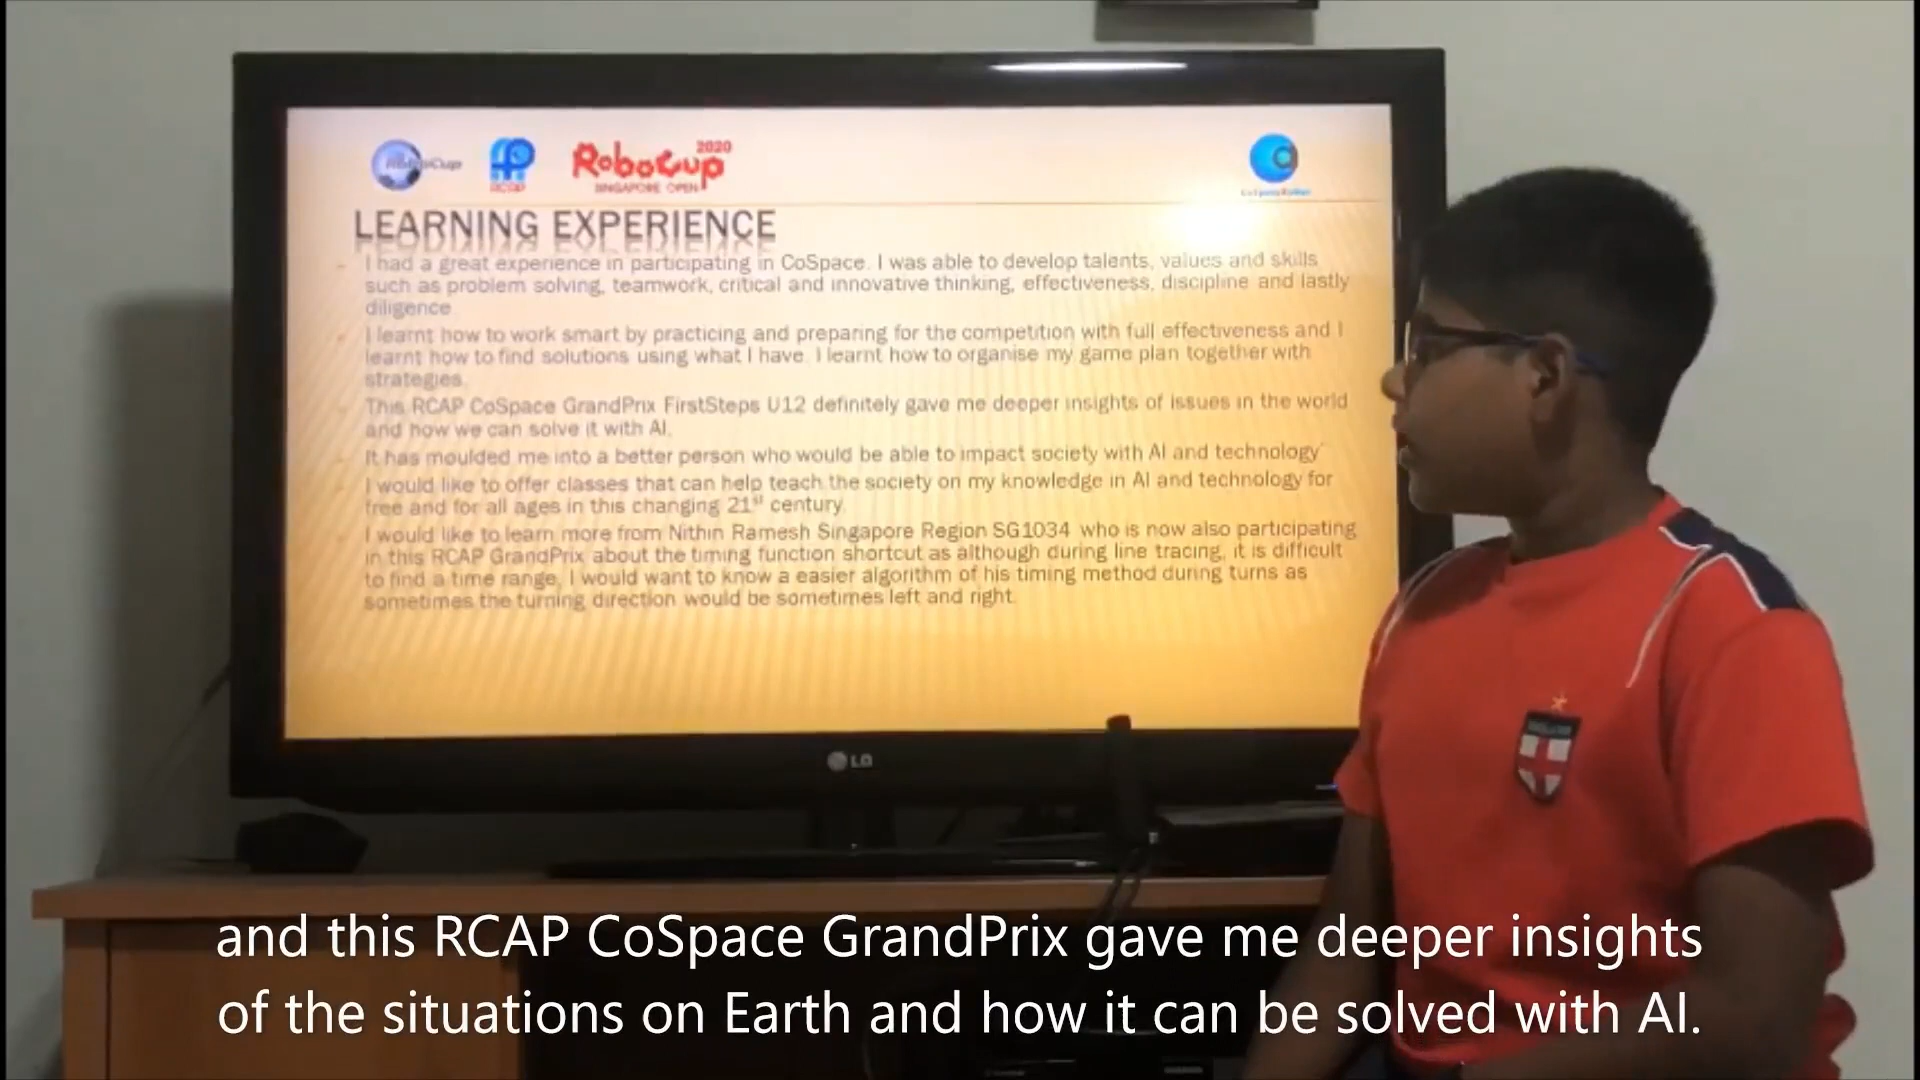 RoboCup
RCAP
RoboCup 2020
SINGAPORE OPEN
LEARNING EXPERIENCE
- I had a great experience in participating in CoSpace. I was able to develop talents, values and skills
such as problem solving, teamwork, critical and innovative thinking, effectiveness, discipline and lastly
diligence.
- I learnt how to work smart by practicing and preparing for the competition with full effectiveness and I
learnt how to find solutions using what I have. I learnt how to organise my game plan together with
strategies.
- This RCAP CoSpace GrandPrix FirstSteps U12 definitely gave me deeper insights of issues in the world
and how we can solve it with AI.
- It has moulded me into a better person who would be able to impact society with AI and technology
- I would like to offer classes that can help teach the society on my knowledge in AI and technology for
free and for all ages in this changing 21st century.
- I would like to learn more from Nithin Ramesh Singapore Region SG1034 who is now also participating
in this RCAP GrandPrix about the timing function shortcut as although during line tracing, it is difficult
to find a time range, I would want to know a easier algorithm of his timing method during turns as
sometimes the turning direction would be sometimes left and right.
LG
and this RCAP CoSpace GrandPrix gave me deeper insights
of the situations on Earth and how it can be solved with AI.